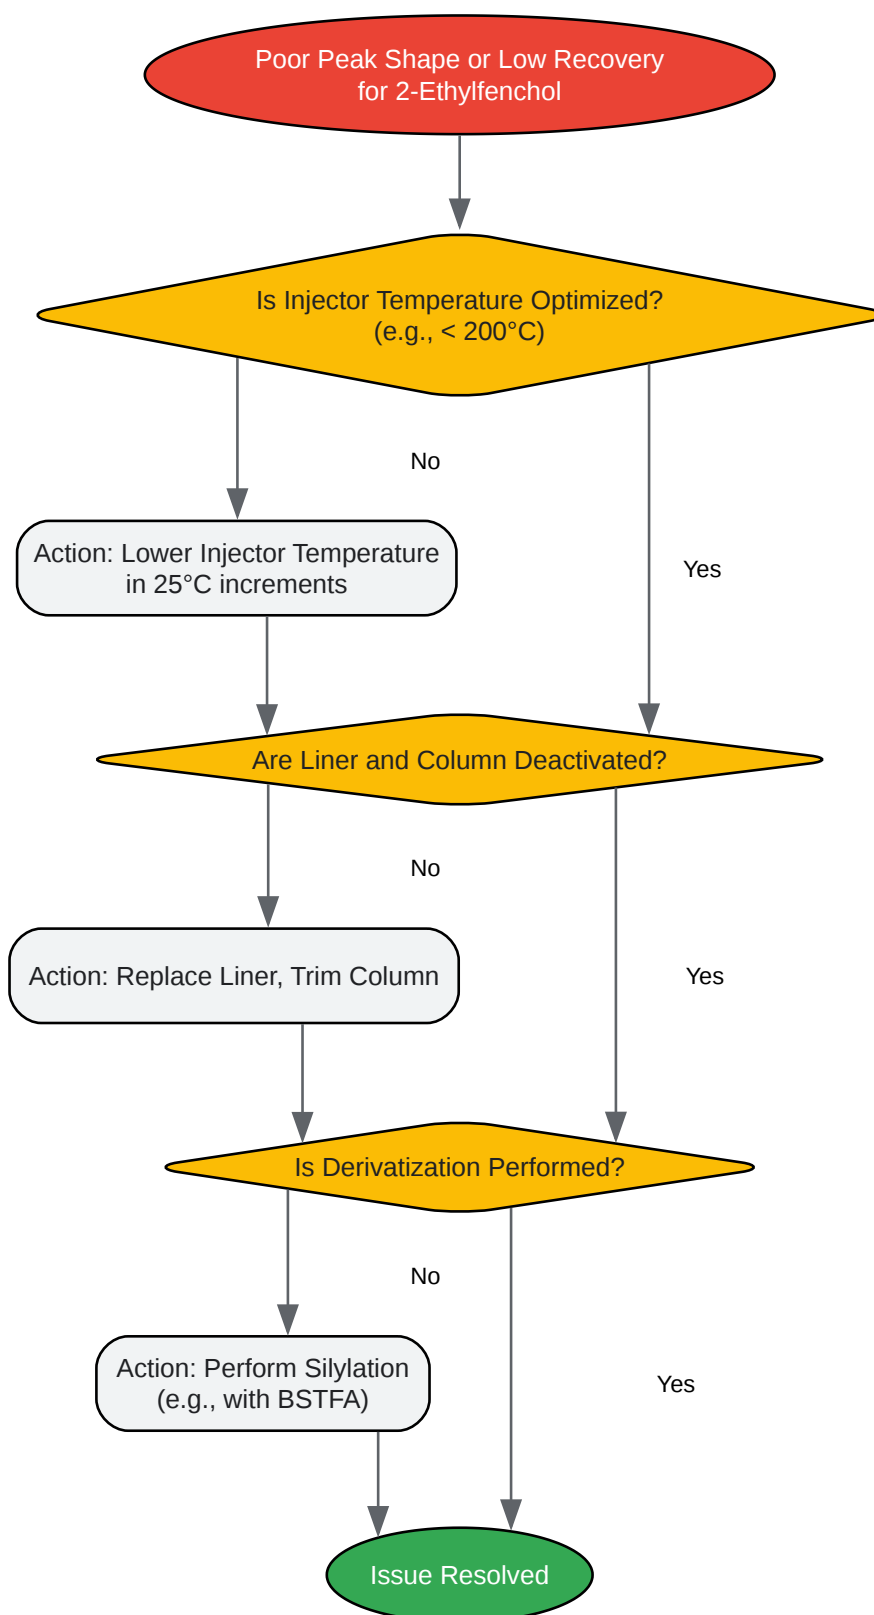 Poor Peak Shape or Low Recovery
for 2-Ethylfenchol
Is Injector Temperature Optimized?
(e.g., < 200°C)
No
Action: Lower Injector Temperature
in 25°C increments
Yes
Are Liner and Column Deactivated?
No
Action: Replace Liner, Trim Column
Yes
Is Derivatization Performed?
No
Action: Perform Silylation
(e.g., with BSTFA)
Yes
Issue Resolved